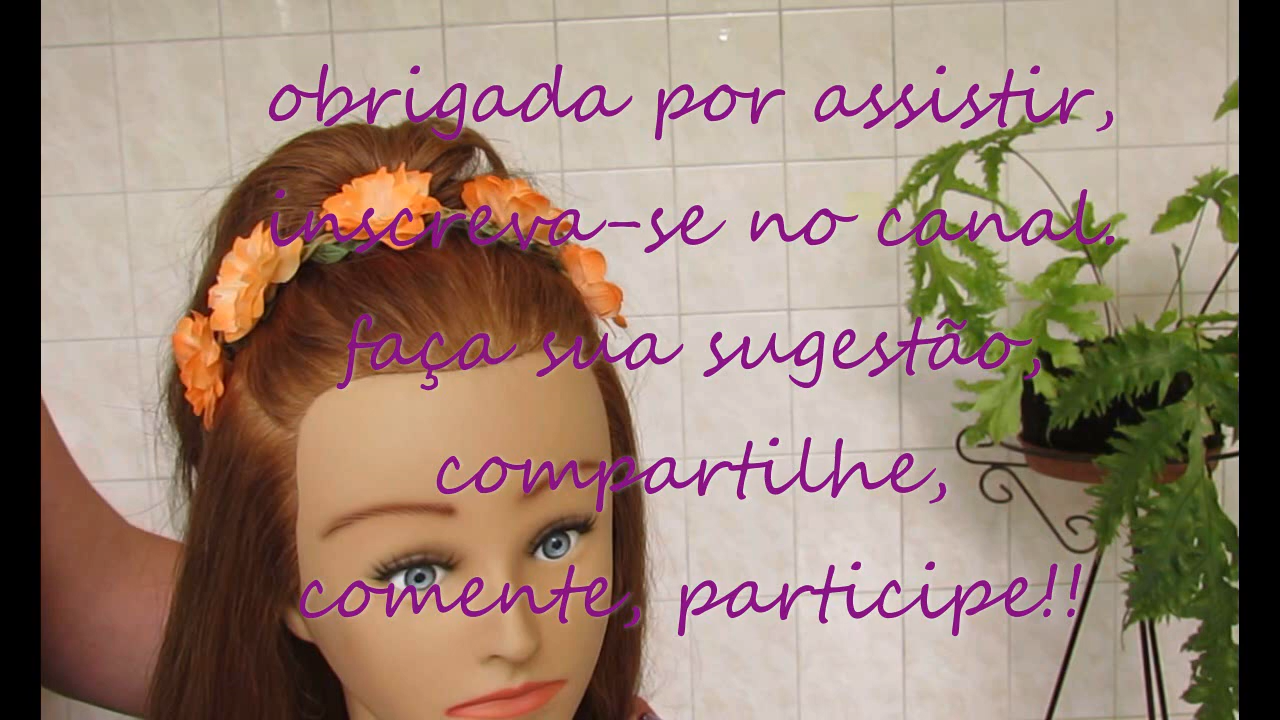 obrigada por assistir,
inscreva-se no canal.
faça sua sugestão,
compartilhe,
comente, participe!!